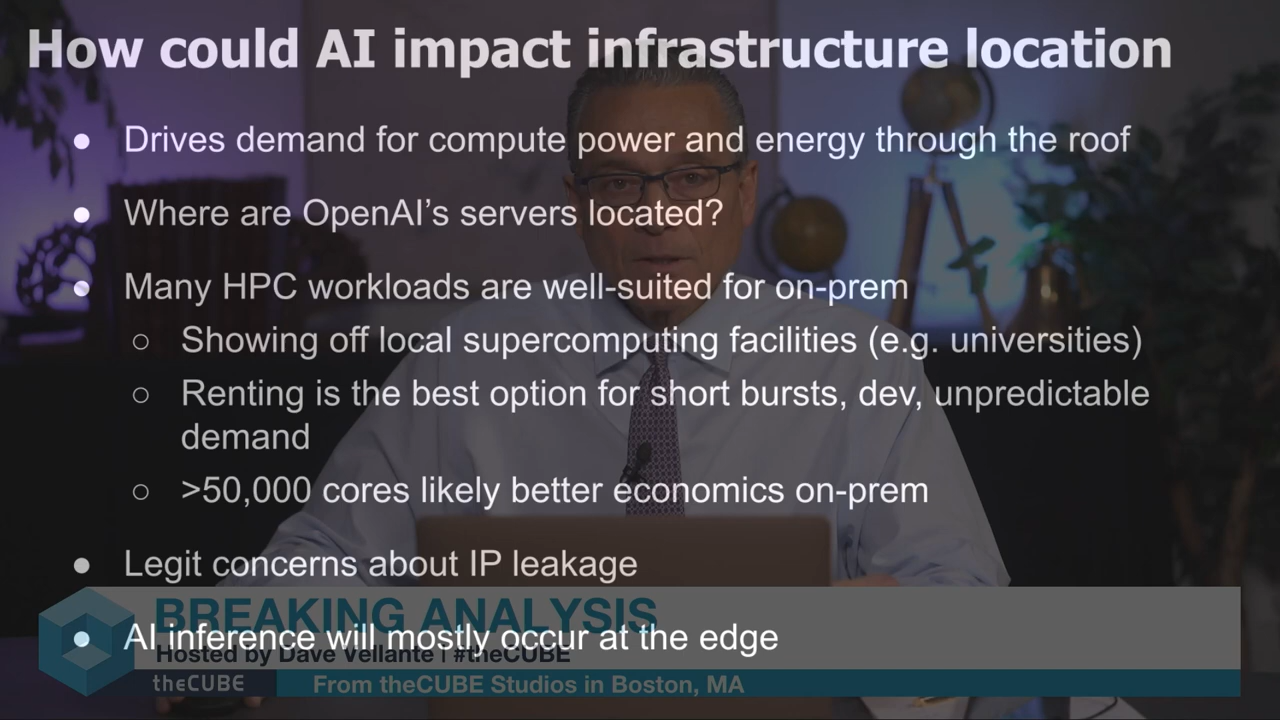 How could AI impact infrastructure location
● Drives demand for compute power and energy through the roof
● Where are OpenAI's servers located?
● Many HPC workloads are well-suited for on-prem
○ Showing off local supercomputing facilities (e.g. universities)
○ Renting is the best option for short bursts, dev, unpredictable
demand
○ >50,000 cores likely better economics on-prem
● Legit concerns about IP leakage
BREAKING ANALYSIS
● AI inference will mostly occur at the edge
Hosted by Dave Vellante | #theCUBE
theCUBE
From theCUBE Studios in Boston, MA